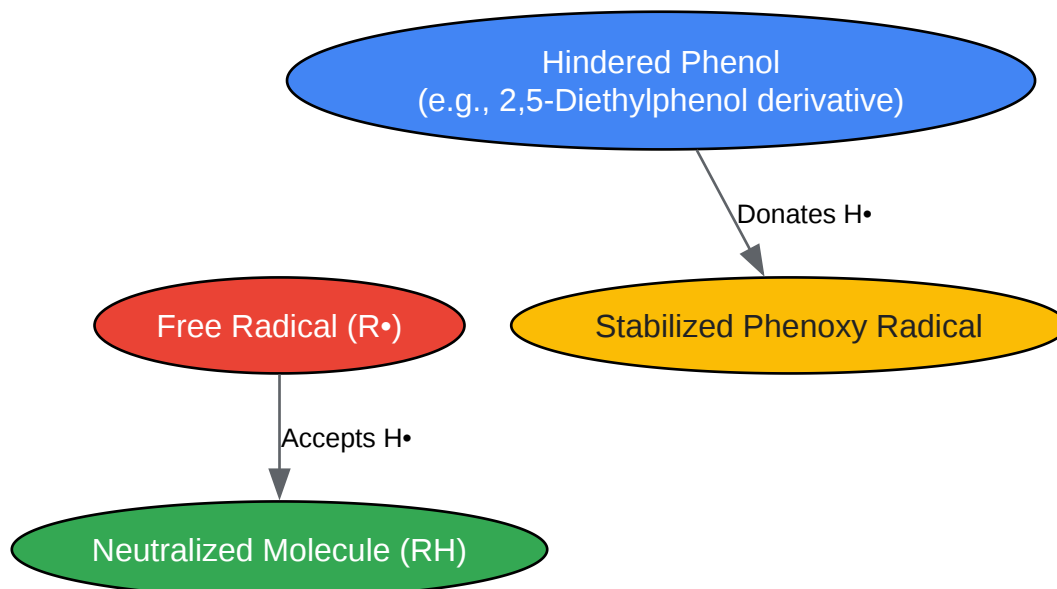 Hindered Phenol
(e.g., 2,5-Diethylphenol derivative)
Donates H•
Free Radical (R•)
Stabilized Phenoxy Radical
Accepts H•
Neutralized Molecule (RH)